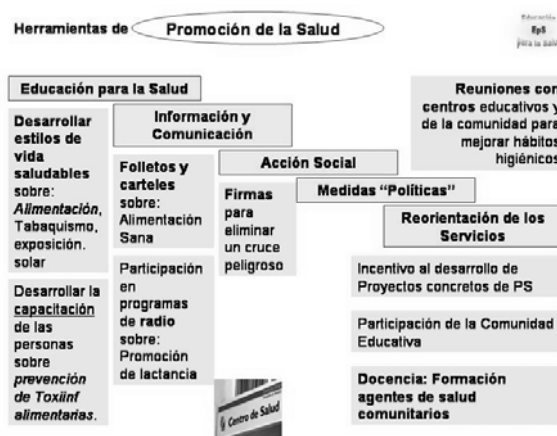 Herramientas de Promoción de la Salud
Educación
EpS
para la Salud
Educación para la Salud
Desarrollar
estilos de
vida
saludables
sobre:
Alimentación,
Tabaquismo,
exposición.
solar
Desarrollar la
capacitación
de las
personas
sobre
prevención
de Toxiinf
alimentarias.
Información y
Comunicación
Folletos y
carteles
sobre:
Alimentación
Sana
Participación
en
programas
de radio
sobre:
Promoción
de lactancia
Acción Social
Firmas
para
eliminar
un cruce
peligroso
Centro de Salud
Medidas “Políticas”
Reuniones con
centros educativos y
de la comunidad para
mejorar hábitos
higiénicos
Reorientación de los
Servicios
Incentivo al desarrollo de
Proyectos concretos de PS
Participación de la Comunidad
Educativa
Docencia: Formación
agentes de salud
comunitarios